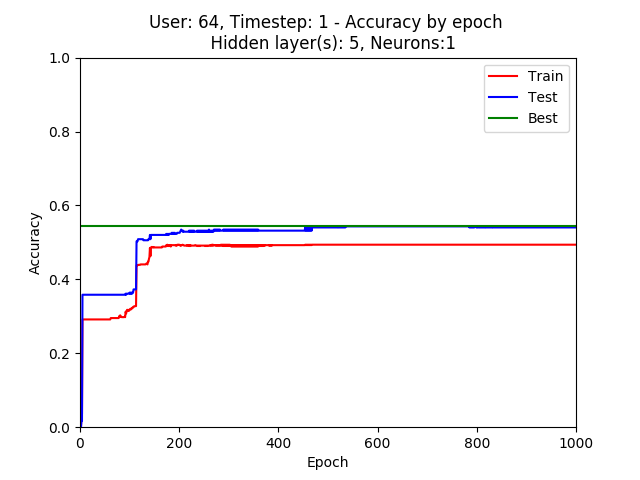 User: 64, Timestep: 1 - Accuracy by epoch
Hidden layer(s): 5, Neurons:1
1.0
0.8
0.6
0.4
0.2
0.0
Accuracy
Train
Test
Best
0 200 400 600 800 1000
Epoch